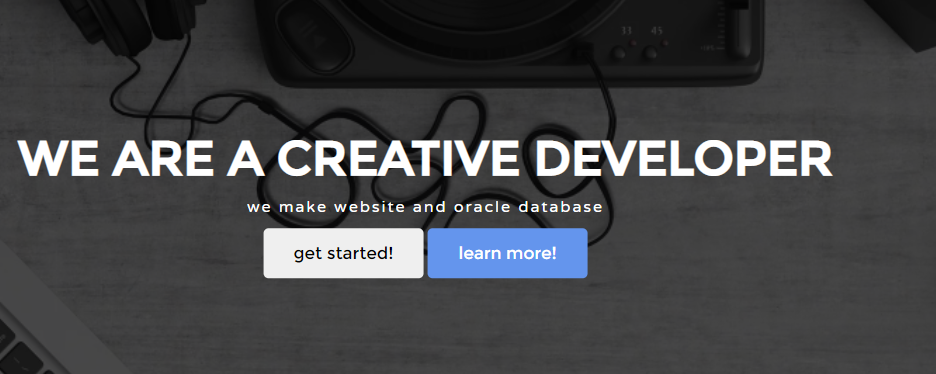 33 45
WE ARE A CREATIVE DEVELOPER
we make website and oracle database
get started!
learn more!